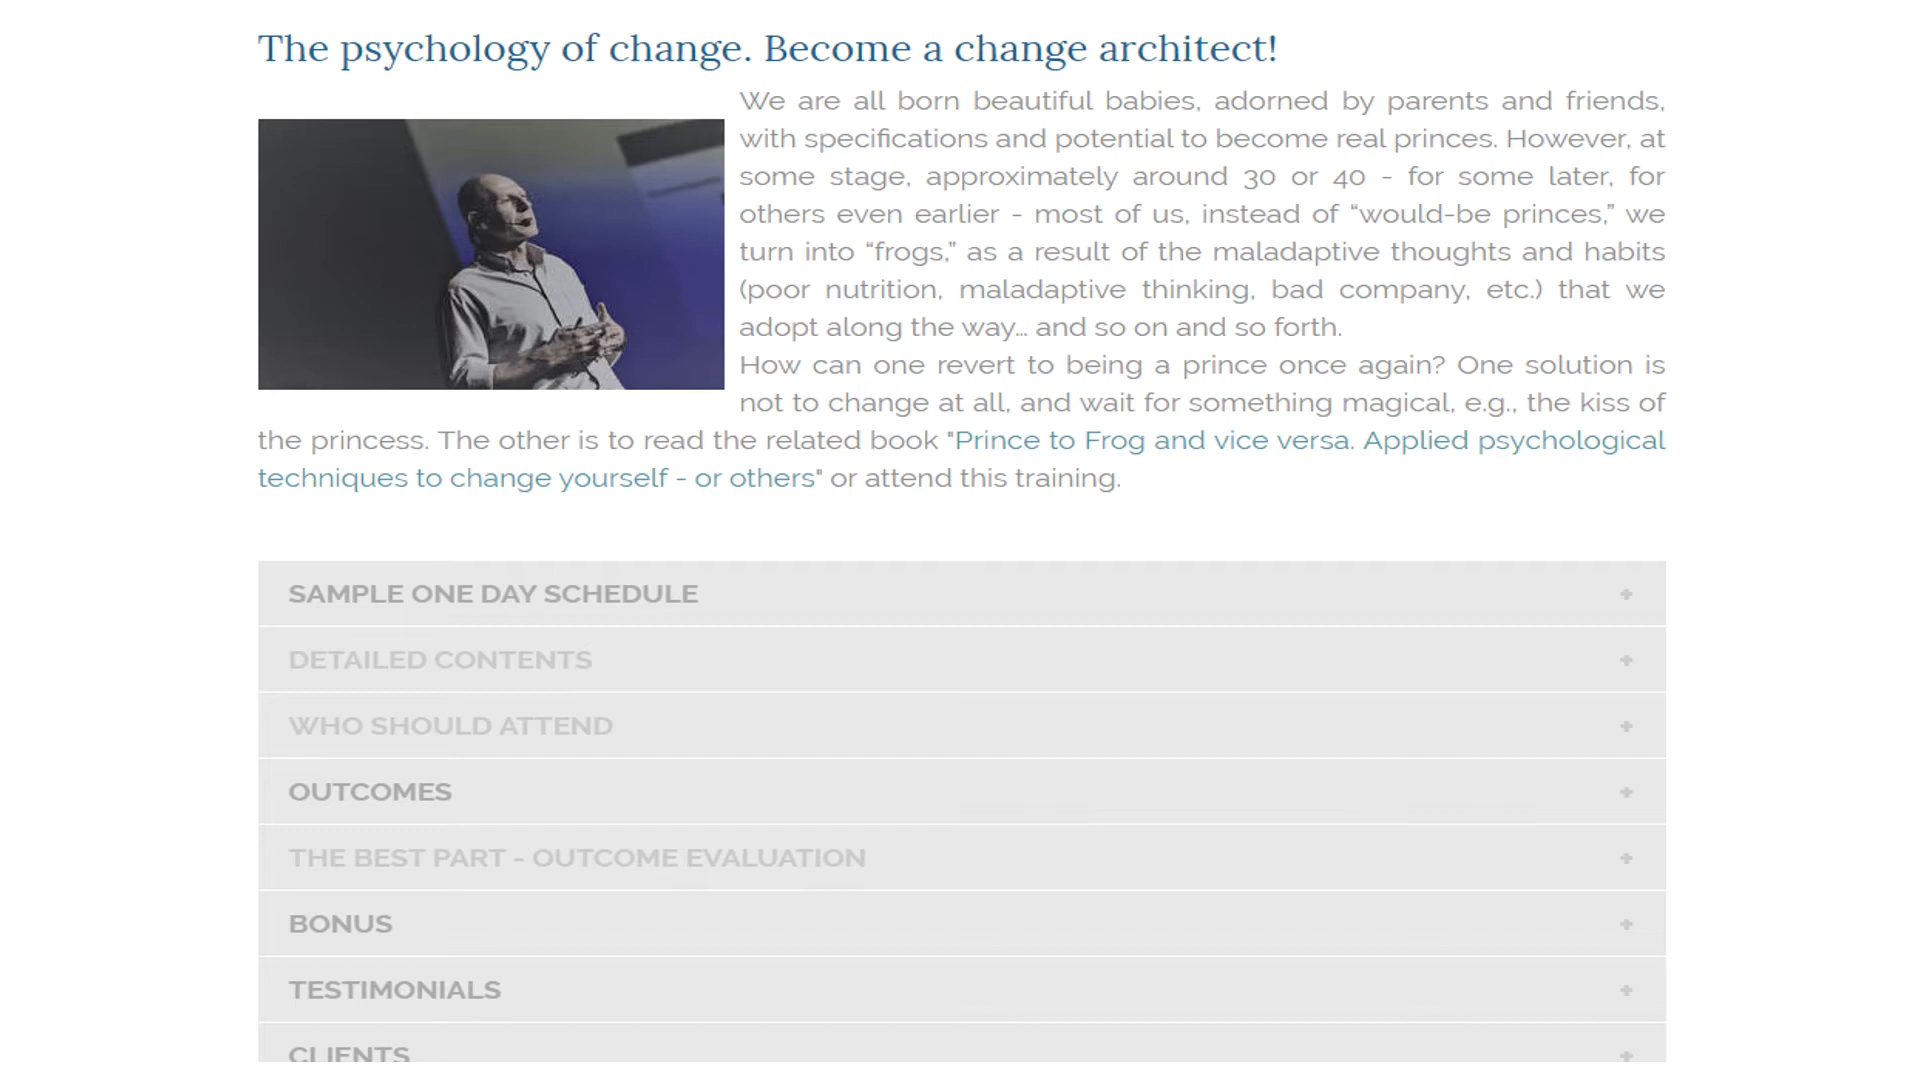 The psychology of change. Become a change architect!
We are all born beautiful babies, adorned by parents and friends,
with specifications and potential to become real princes. However, at
some stage, approximately around 30 or 40 - for some later, for
others even earlier - most of us, instead of “would-be princes,” we
turn into “frogs,” as a result of the maladaptive thoughts and habits
(poor nutrition, maladaptive thinking, bad company, etc.) that we
adopt along the way… and so on and so forth.
How can one revert to being a prince once again? One solution is
not to change at all, and wait for something magical, e.g., the kiss of
the princess. The other is to read the related book "Prince to Frog and vice versa. Applied psychological
techniques to change yourself - or others" or attend this training.
SAMPLE ONE DAY SCHEDULE +
DETAILED CONTENTS +
WHO SHOULD ATTEND +
OUTCOMES +
THE BEST PART - OUTCOME EVALUATION +
BONUS +
TESTIMONIALS +
CLIENTS +